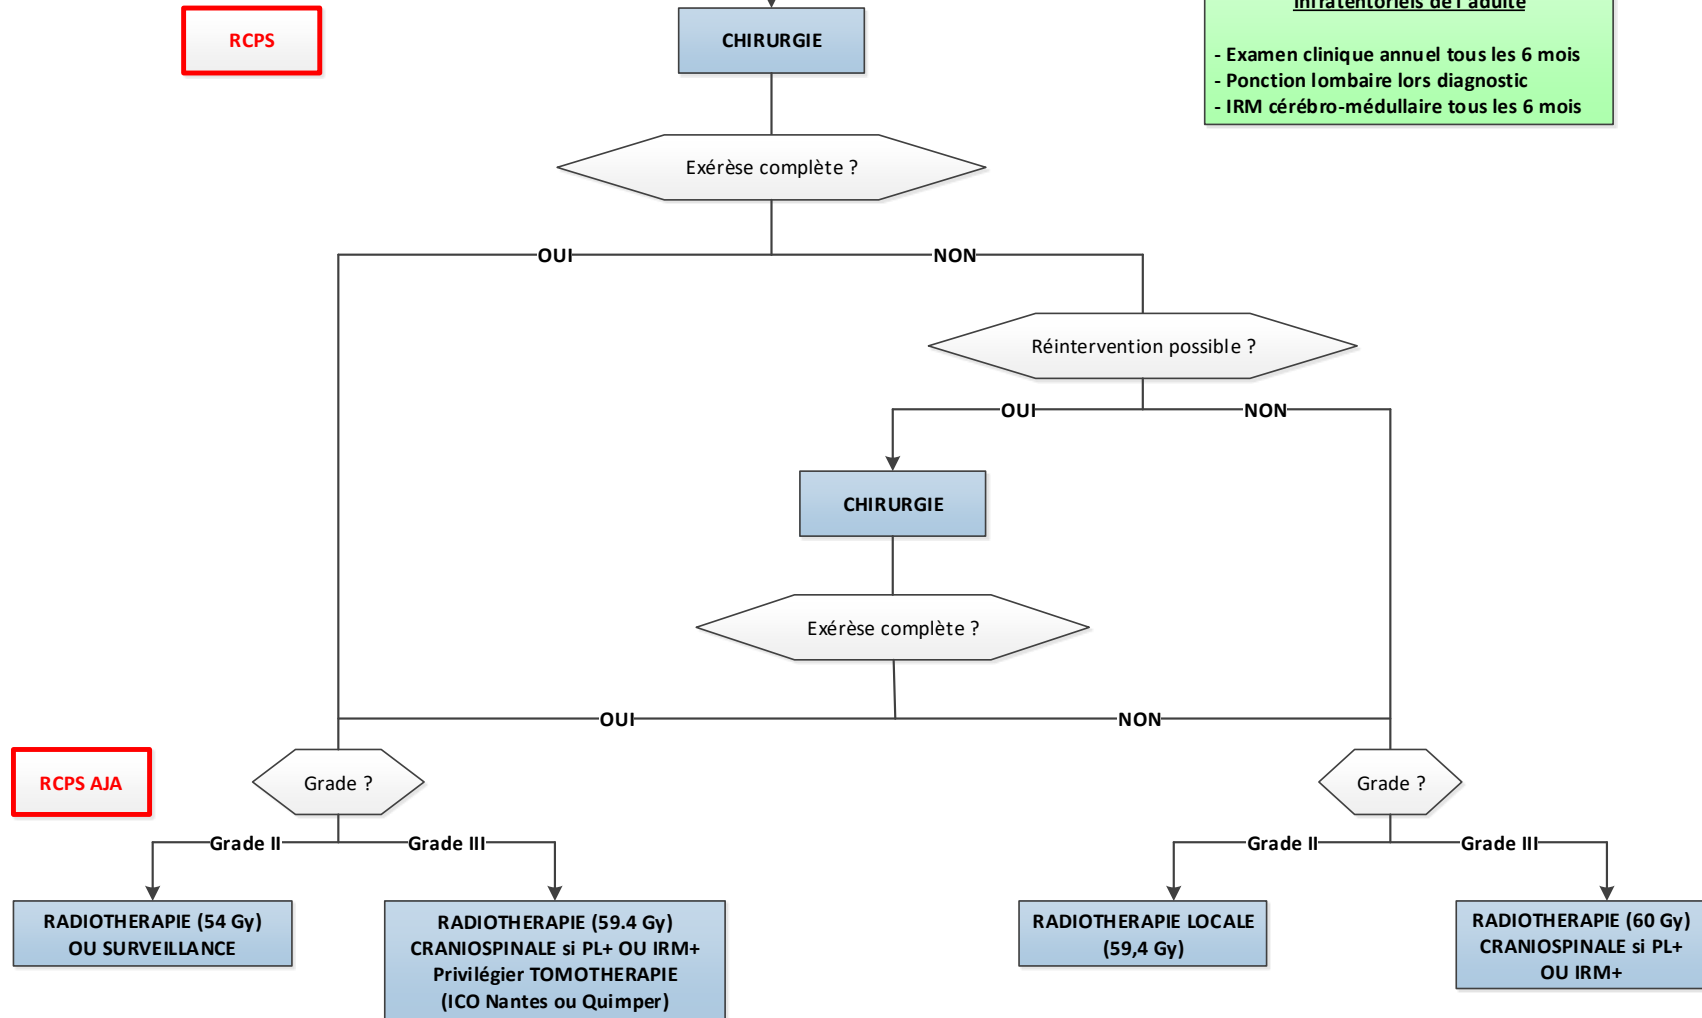 infratentoriels de l'adulte
RCPS
CHIRURGIE
- Examen clinique annuel tous les 6 mois
- Ponction lombaire lors diagnostic
- IRM cérébro-médullaire tous les 6 mois
Exérèse complète ?
OUI
NON
Réintervention possible ?
OUI
NON
CHIRURGIE
Exérèse complète ?
OUI
NON
RCPS AJA
Grade ?
Grade ?
Grade II
Grade III
Grade II
Grade III
RADIOTHERAPIE (54 Gy)
OU SURVEILLANCE
RADIOTHERAPIE (59.4 Gy)
CRANIOSPINALE si PL+ OU IRM+
Privilégier TOMOTHERAPIE
(ICO Nantes ou Quimper)
RADIOTHERAPIE LOCALE
(59,4 Gy)
RADIOTHERAPIE (60 Gy)
CRANIOSPINALE si PL+
OU IRM+